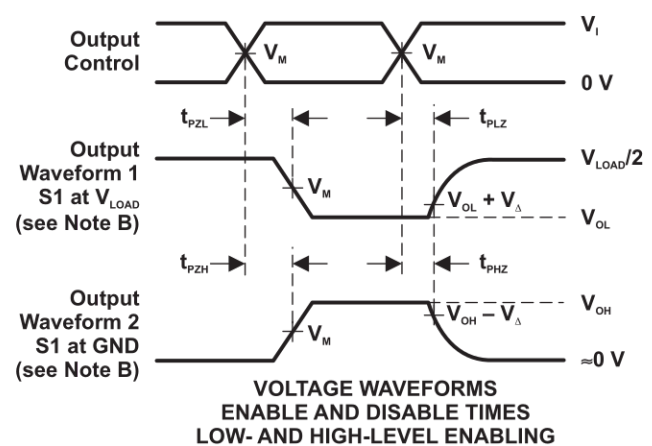 Output
Control
V_M
V_M
V_I
0 V
t_PZL
t_PLZ
Output
Waveform 1
S1 at V_LOAD
(see Note B)
V_M
V_OL + V_Δ
V_LOAD/2
V_OL
t_PZH
t_PHZ
Output
Waveform 2
S1 at GND
(see Note B)
V_M
V_OH − V_Δ
V_OH
≈0 V
VOLTAGE WAVEFORMS
ENABLE AND DISABLE TIMES
LOW- AND HIGH-LEVEL ENABLING